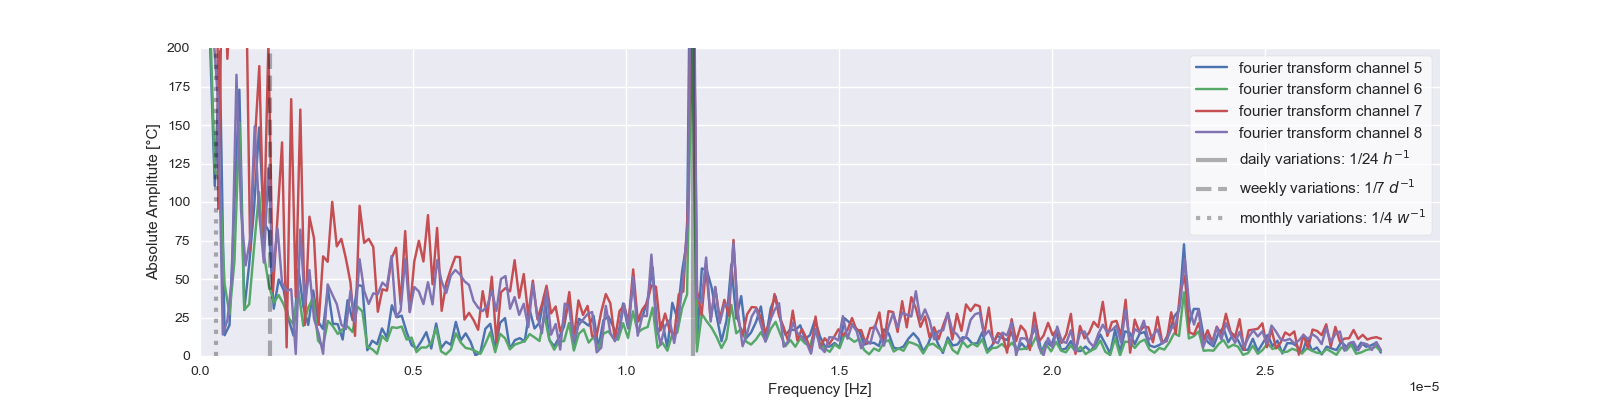 200
175
150
125
100
75
50
25
0
Absolute Amplitute [°C]
0.0 0.5 1.0 1.5 2.0 2.5
1e−5
Frequency [Hz]
fourier transform channel 5
fourier transform channel 6
fourier transform channel 7
fourier transform channel 8
daily variations: 1/24 h⁻¹
weekly variations: 1/7 d⁻¹
monthly variations: 1/4 w⁻¹